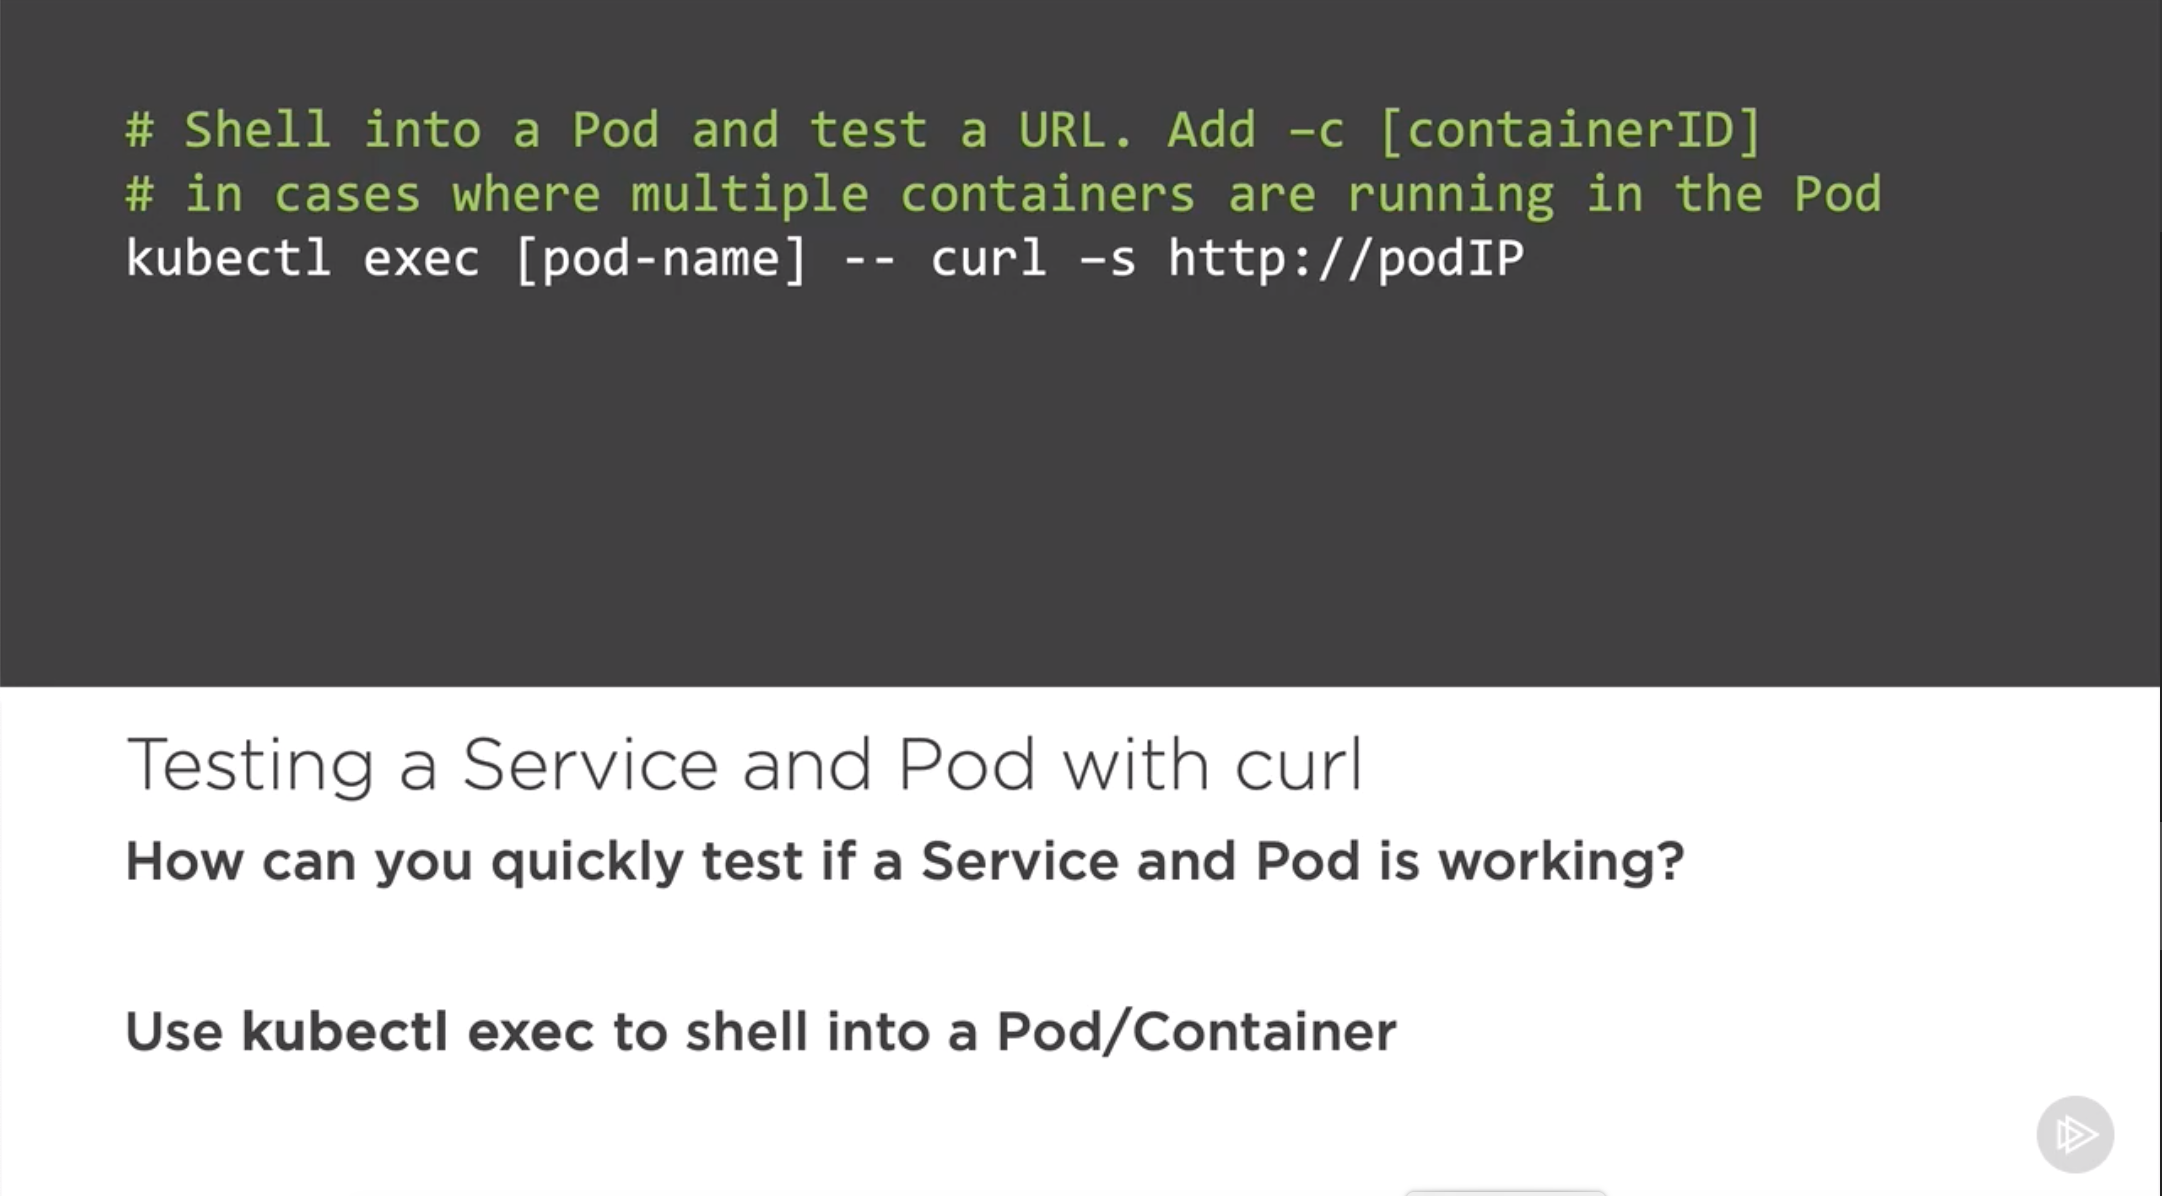 # Shell into a Pod and test a URL. Add –c [containerID]
# in cases where multiple containers are running in the Pod
kubectl exec [pod-name] -- curl –s http://podIP
Testing a Service and Pod with curl
How can you quickly test if a Service and Pod is working?
Use kubectl exec to shell into a Pod/Container